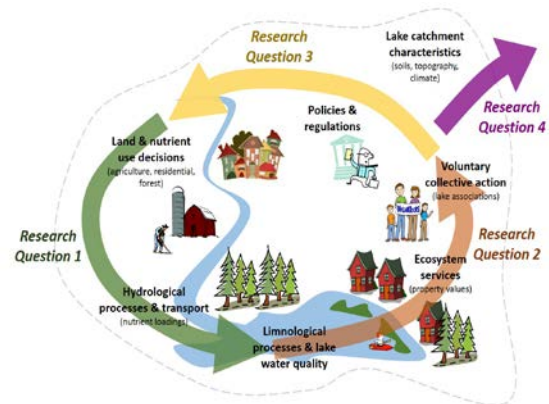 Research
Question 3
Lake catchment
characteristics
(soils, topography,
climate)
Research
Question 4
Policies &
regulations
Land & nutrient
use decisions
(agriculture, residential,
forest)
Voluntary
collective action
(lake associations)
Research
Question 1
Research
Question 2
Ecosystem
services
(property values)
Hydrological
processes & transport
(nutrient loadings)
Limnological
processes & lake
water quality